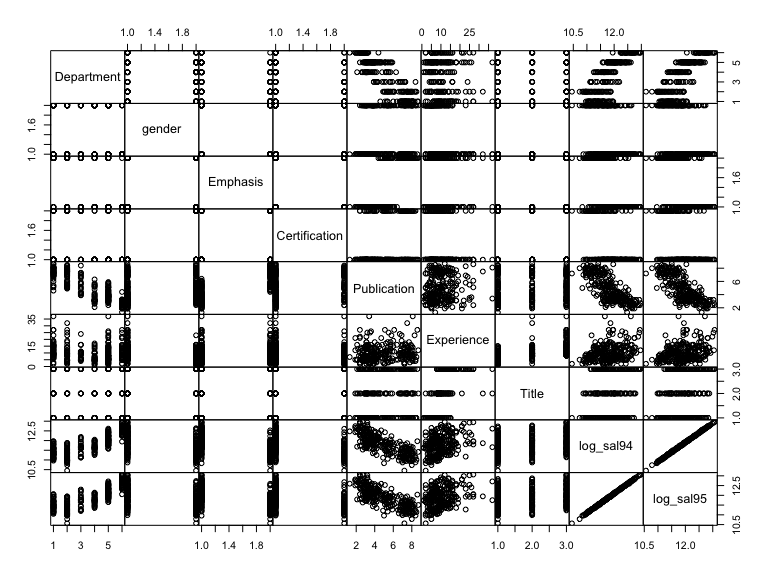 1.0 1.4 1.8 1.0 1.4 1.8 0 10 25 10.5 12.0
Department 1 3 5
1.0 1.6 gender
Emphasis 1.0 1.6
1.0 1.6 Certification
Publication 2 6
0 15 35 Experience
Title 1.0 2.0 3.0
10.5 12.5 log_sal94
log_sal95 10.5 12.5
1 3 5 1.0 1.4 1.8 2 4 6 8 1.0 2.0 3.0 10.5 12.0